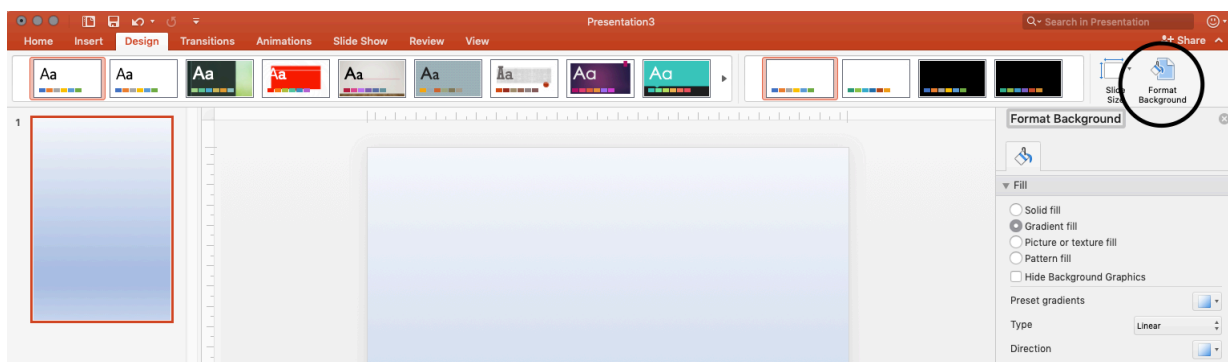 Presentation3
Search in Presentation
Home Insert Design Transitions Animations Slide Show Review View
Share
Aa Aa Aa Aa Aa Aa Aa Aa Aa
Slide Size
Format Background
1
Format Background
Fill
Solid fill
Gradient fill
Picture or texture fill
Pattern fill
Hide Background Graphics
Preset gradients
Type Linear
Direction